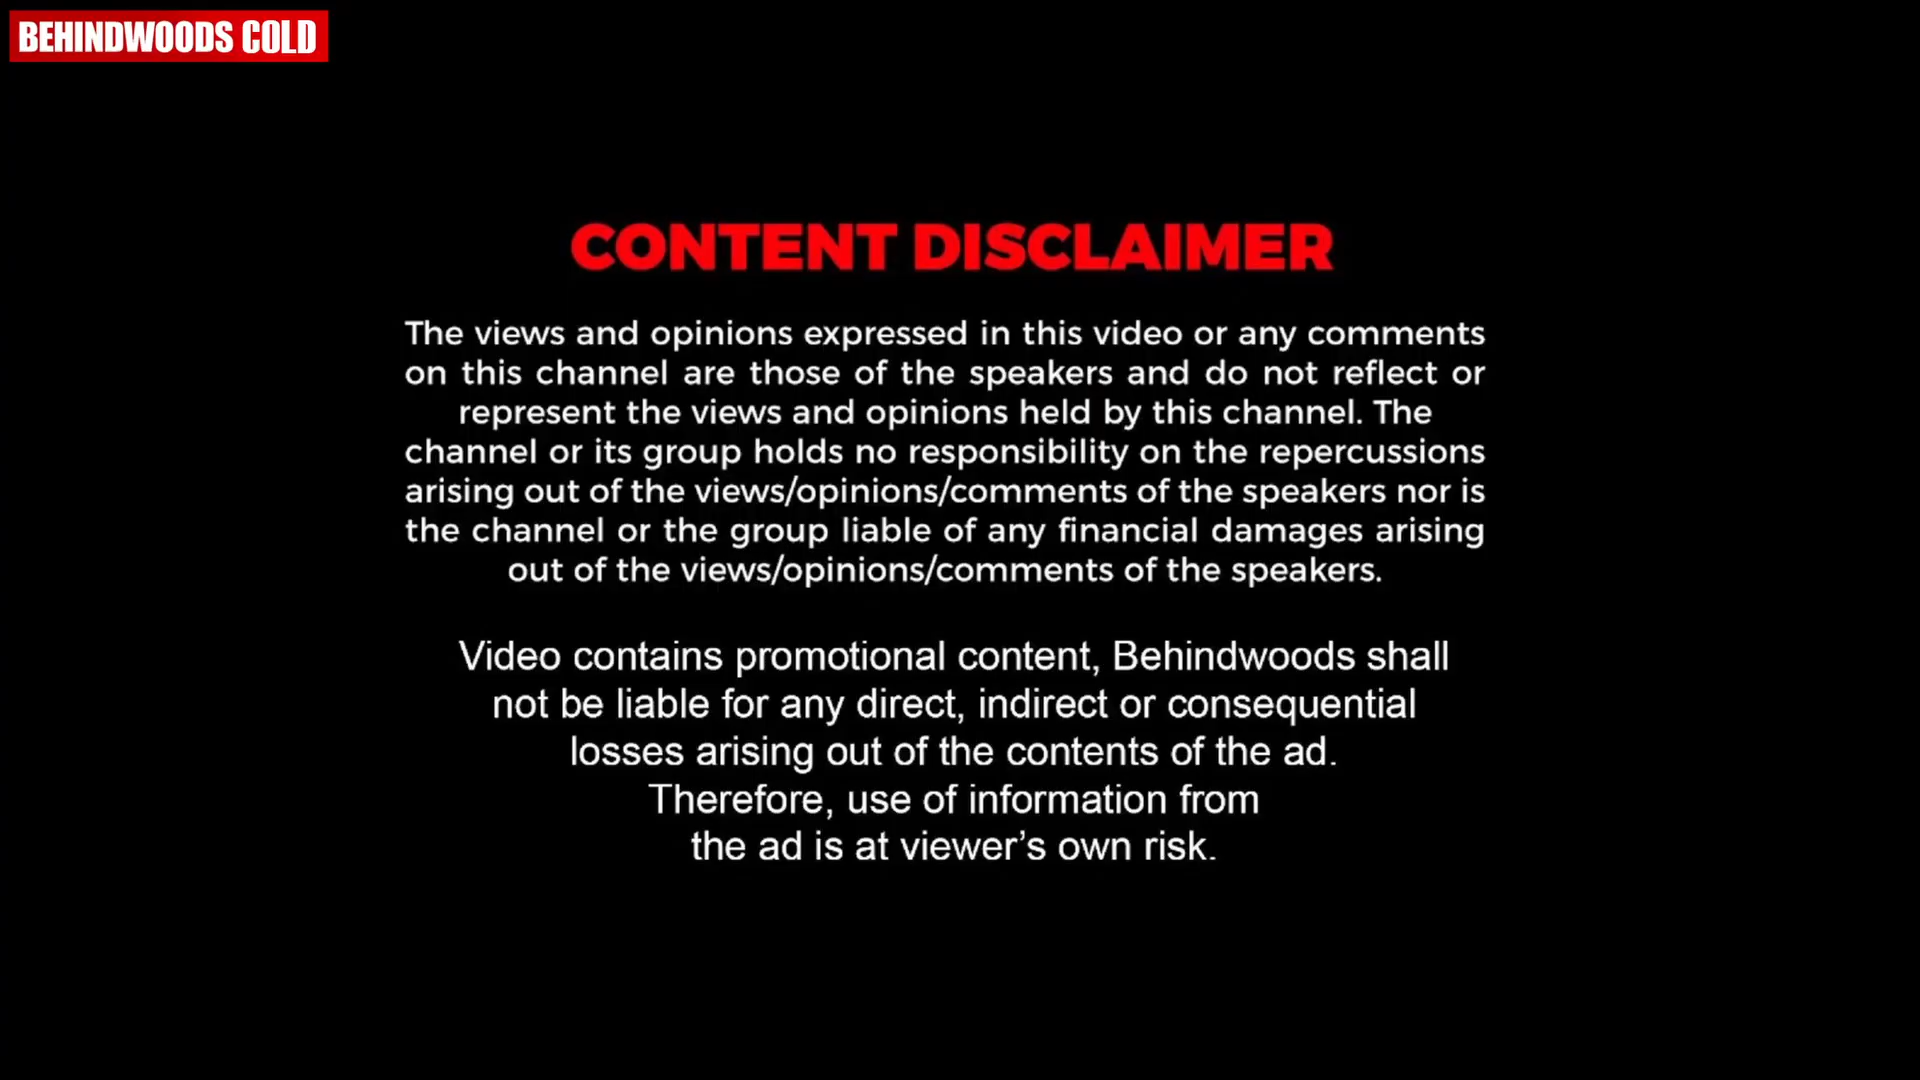 BEHINDWOODS COLD
CONTENT DISCLAIMER
The views and opinions expressed in this video or any comments
on this channel are those of the speakers and do not reflect or
represent the views and opinions held by this channel. The
channel or its group holds no responsibility on the repercussions
arising out of the views/opinions/comments of the speakers nor is
the channel or the group liable of any financial damages arising
out of the views/opinions/comments of the speakers.
Video contains promotional content, Behindwoods shall
not be liable for any direct, indirect or consequential
losses arising out of the contents of the ad.
Therefore, use of information from
the ad is at viewer’s own risk.